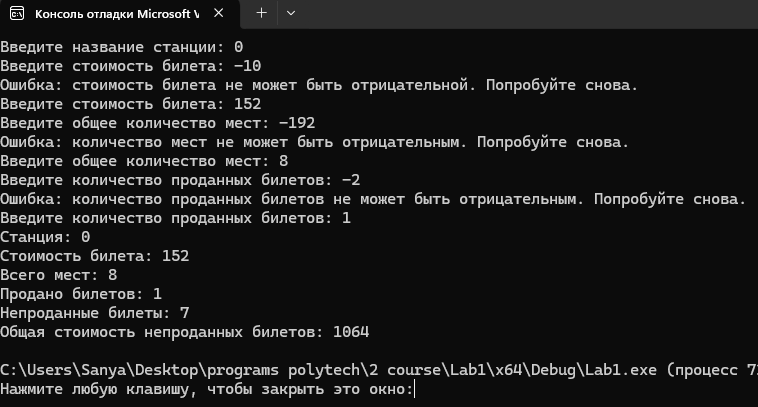 Консоль отладки Microsoft V
Введите название станции: 0
Введите стоимость билета: -10
Ошибка: стоимость билета не может быть отрицательной. Попробуйте снова.
Введите стоимость билета: 152
Введите общее количество мест: -192
Ошибка: количество мест не может быть отрицательным. Попробуйте снова.
Введите общее количество мест: 8
Введите количество проданных билетов: -2
Ошибка: количество проданных билетов не может быть отрицательным. Попробуйте снова.
Введите количество проданных билетов: 1
Станция: 0
Стоимость билета: 152
Всего мест: 8
Продано билетов: 1
Непроданные билеты: 7
Общая стоимость непроданных билетов: 1064
C:\Users\Sanya\Desktop\programs polytech\2 course\Lab1\x64\Debug\Lab1.exe (процесс 7
Нажмите любую клавишу, чтобы закрыть это окно: